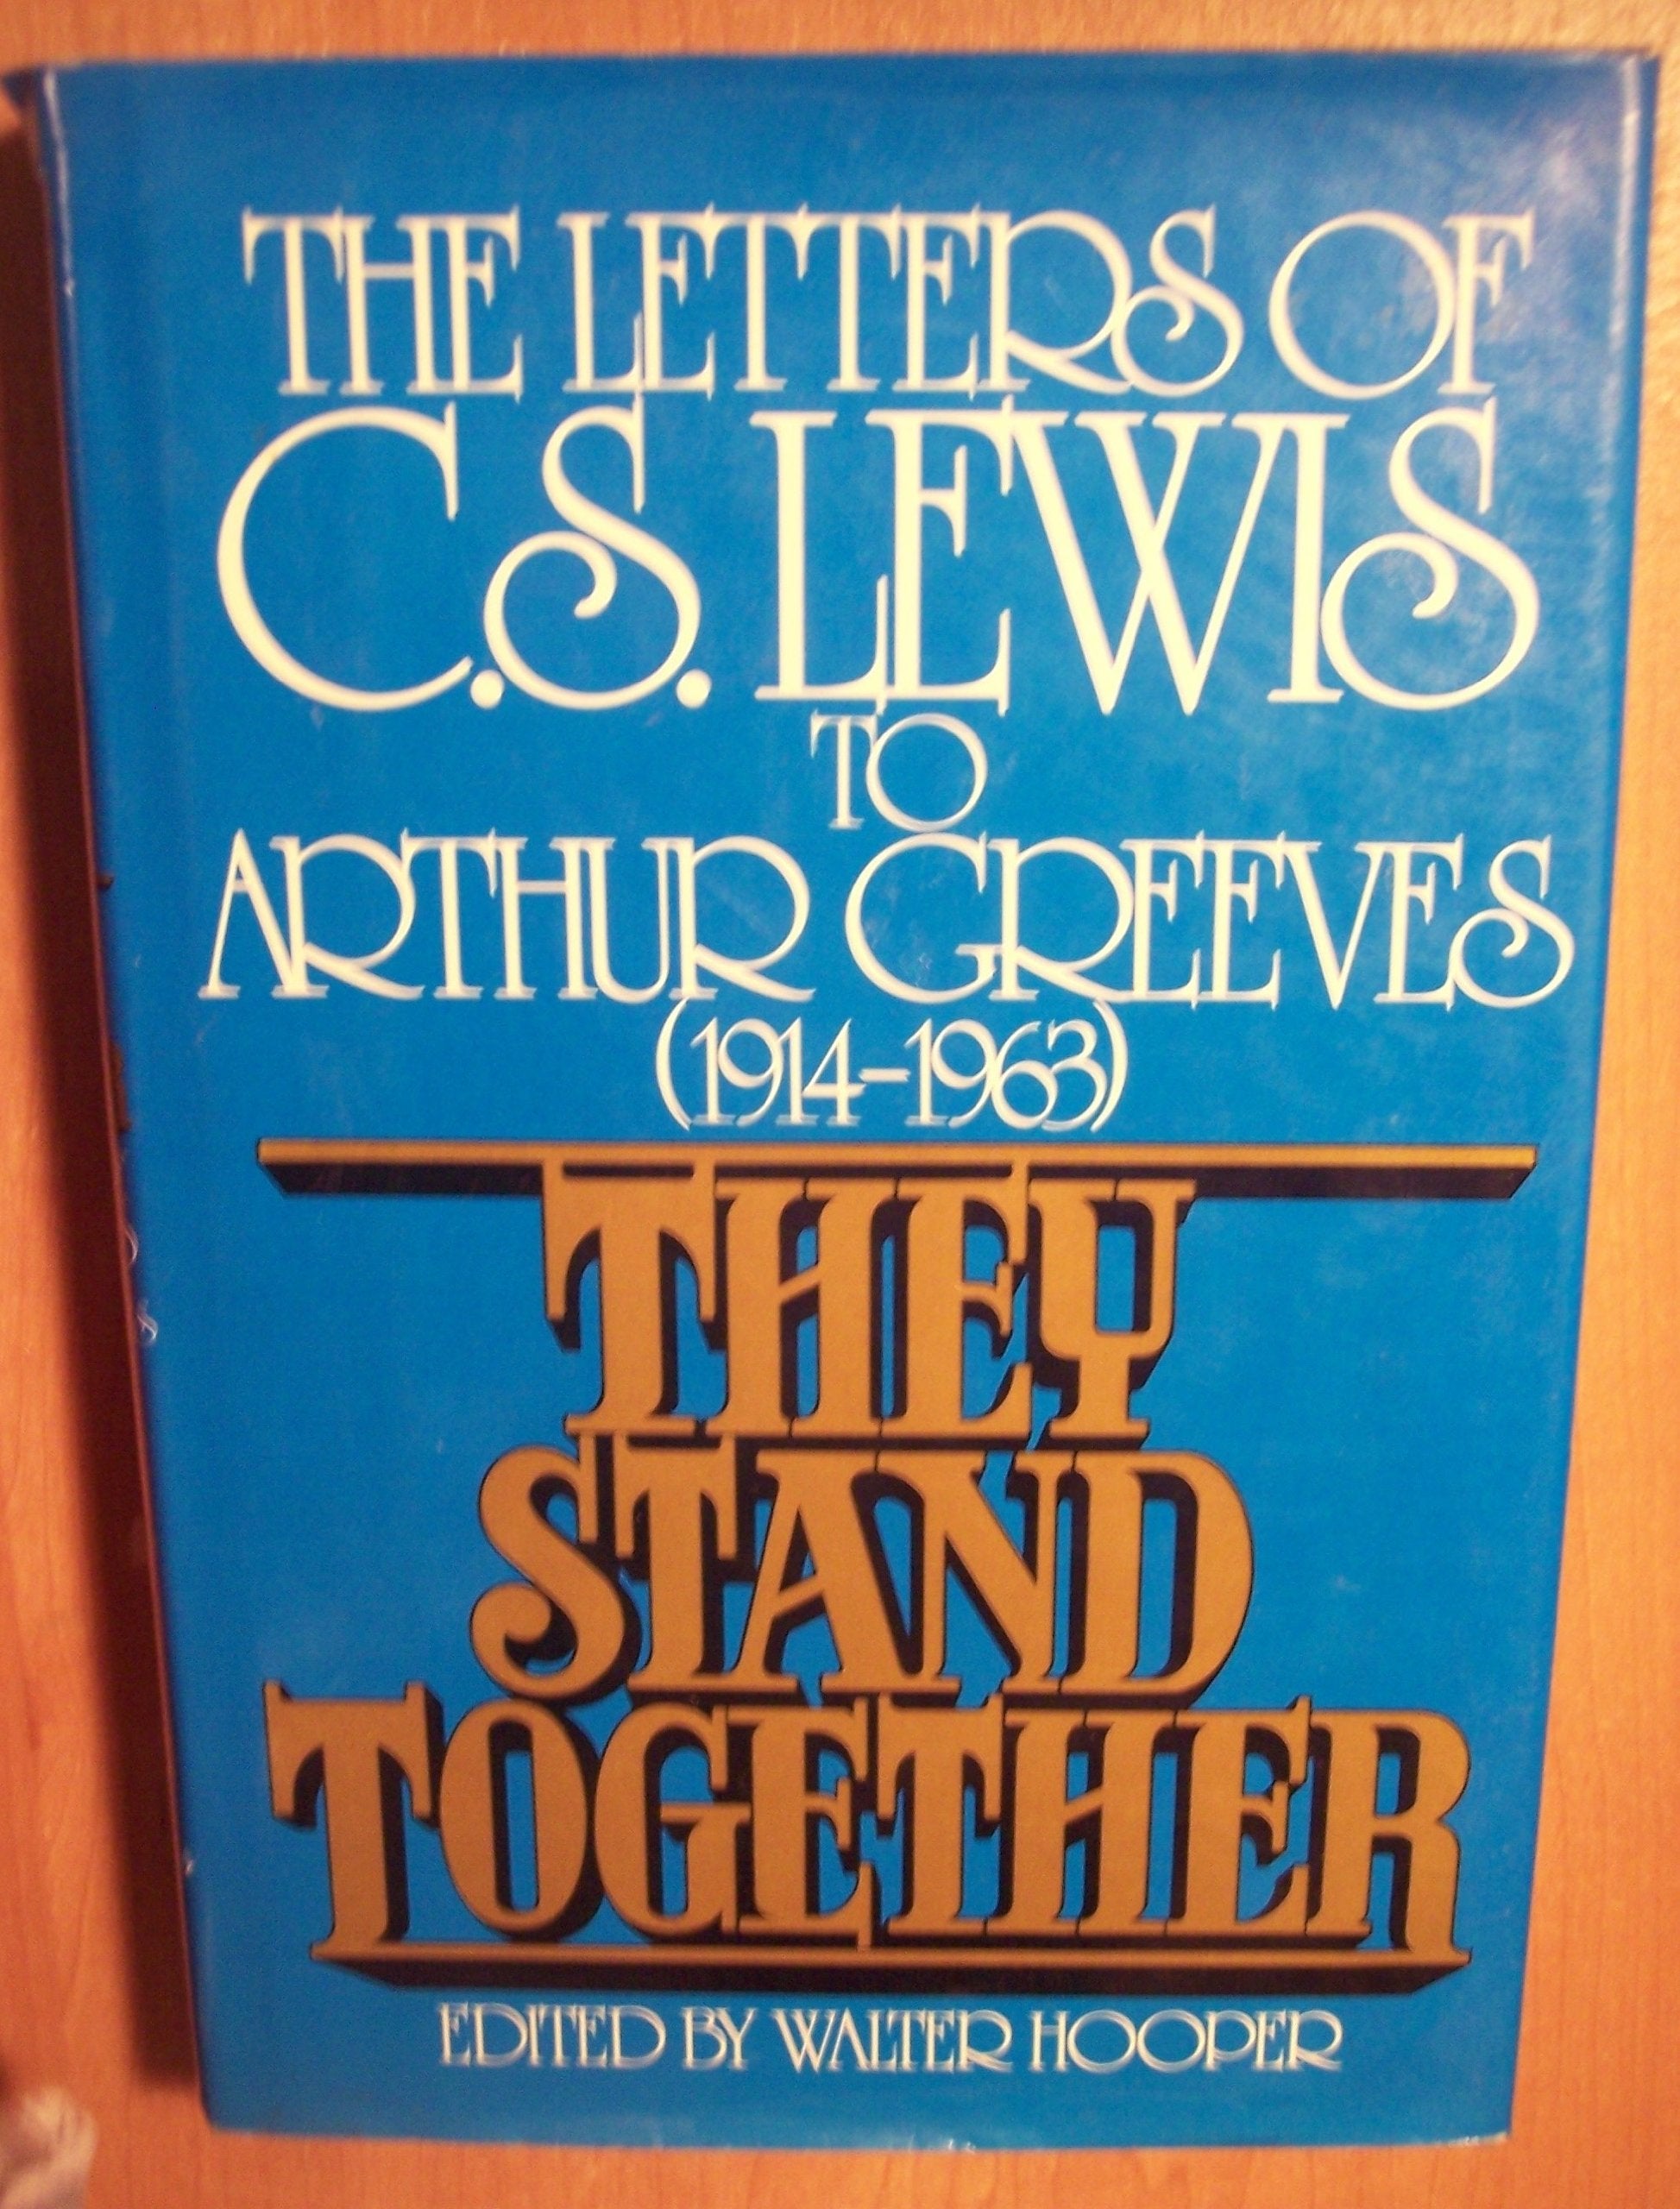 THE LETTERS OF
C.S. LEWIS
TO
ARTHUR GREEVES
(1914-1963)
THEY
STAND
TOGETHER
EDITED BY WALTER HOOPER